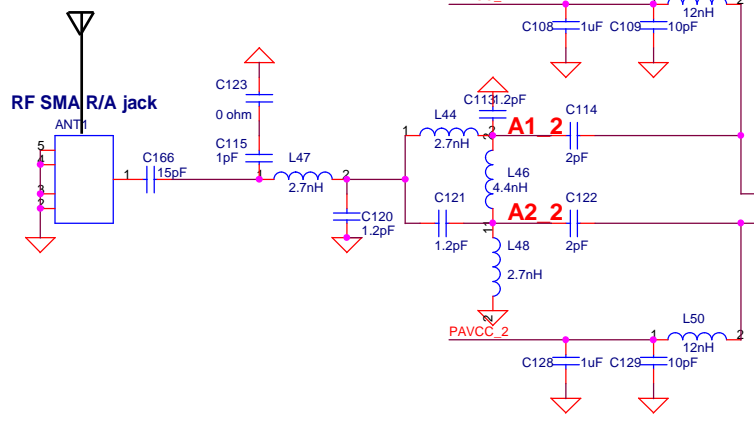 12nH
2
C108
1uF
C109
10pF
RF SMA R/A jack
ANT1
5
4
3
2
1
C166
15pF
C123
0 ohm
C115
1pF
1
L47
2.7nH
2
C120
1.2pF
C113
1.2pF
1
L44
2.7nH
2
A1_2
C114
2pF
L46
4.4nH
C121
1.2pF
1
1
A2_2
C122
2pF
L48
2.7nH
2
PAVCC_2
C128
1uF
C129
10pF
1
L50
12nH
2